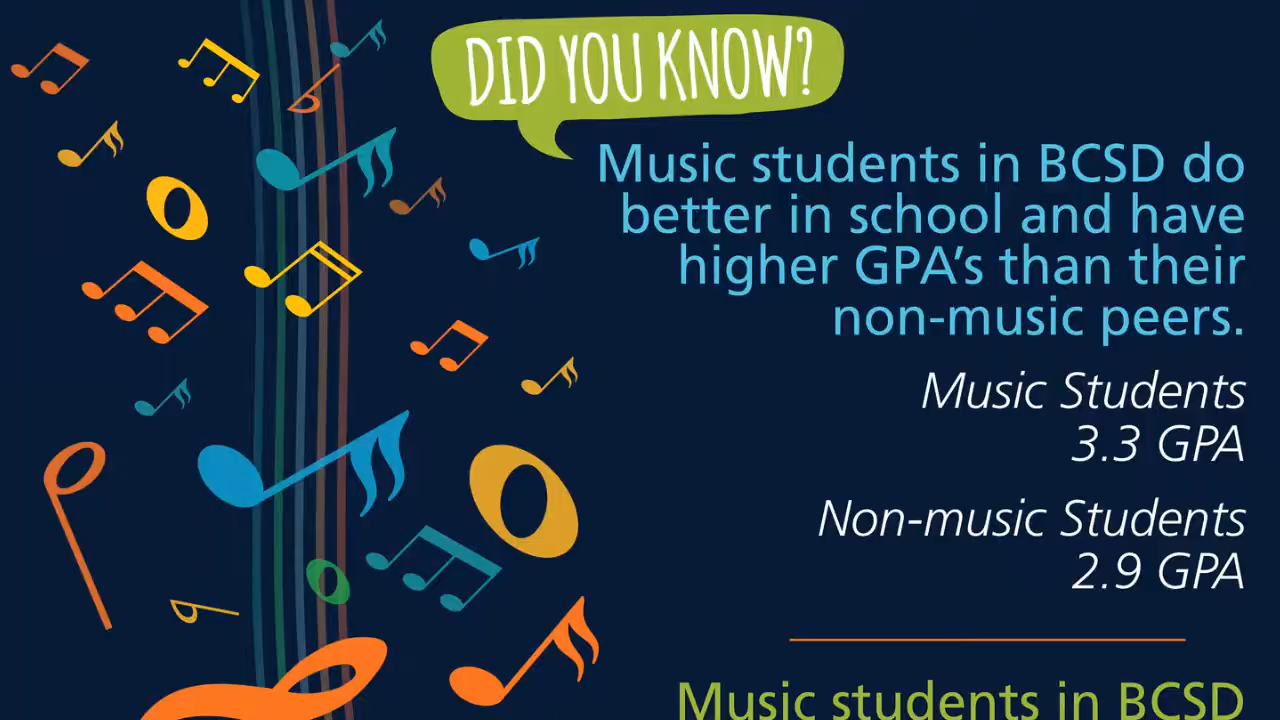 DID YOU KNOW?
Music students in BCSD do
better in school and have
higher GPA’s than their
non-music peers.
Music Students
3.3 GPA
Non-music Students
2.9 GPA
Music students in BCSD